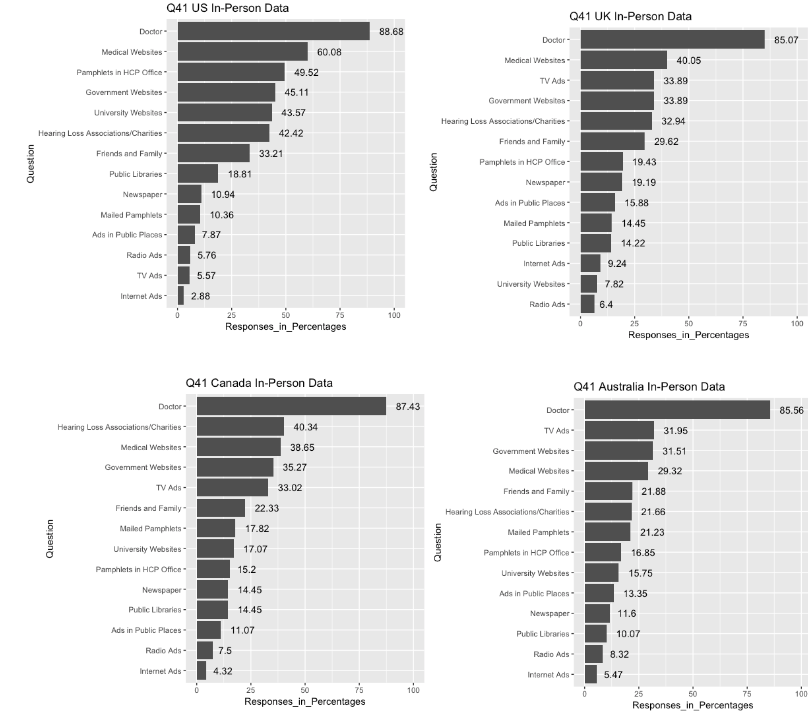 Q41 US In-Person Data
Question
Doctor 88.68
Medical Websites 60.08
Pamphlets in HCP Office 49.52
Government Websites 45.11
University Websites 43.57
Hearing Loss Associations/Charities 42.42
Friends and Family 33.21
Public Libraries 18.81
Newspaper 10.94
Mailed Pamphlets 10.36
Ads in Public Places 7.87
Radio Ads 5.76
TV Ads 5.57
Internet Ads 2.88
0 25 50 75 100
Responses_in_Percentages
Q41 UK In-Person Data
Question
Doctor 85.07
Medical Websites 40.05
TV Ads 33.89
Government Websites 33.89
Hearing Loss Associations/Charities 32.94
Friends and Family 29.62
Pamphlets in HCP Office 19.43
Newspaper 19.19
Ads in Public Places 15.88
Mailed Pamphlets 14.45
Public Libraries 14.22
Internet Ads 9.24
University Websites 7.82
Radio Ads 6.4
0 25 50 75 100
Responses_in_Percentages
Q41 Canada In-Person Data
Question
Doctor 87.43
Hearing Loss Associations/Charities 40.34
Medical Websites 38.65
Government Websites 35.27
TV Ads 33.02
Friends and Family 22.33
Mailed Pamphlets 17.82
University Websites 17.07
Pamphlets in HCP Office 15.2
Newspaper 14.45
Public Libraries 14.45
Ads in Public Places 11.07
Radio Ads 7.5
Internet Ads 4.32
0 25 50 75 100
Responses_in_Percentages
Q41 Australia In-Person Data
Question
Doctor 85.56
TV Ads 31.95
Government Websites 31.51
Medical Websites 29.32
Friends and Family 21.88
Hearing Loss Associations/Charities 21.66
Mailed Pamphlets 21.23
Pamphlets in HCP Office 16.85
University Websites 15.75
Ads in Public Places 13.35
Newspaper 11.6
Public Libraries 10.07
Radio Ads 8.32
Internet Ads 5.47
0 25 50 75 100
Responses_in_Percentages